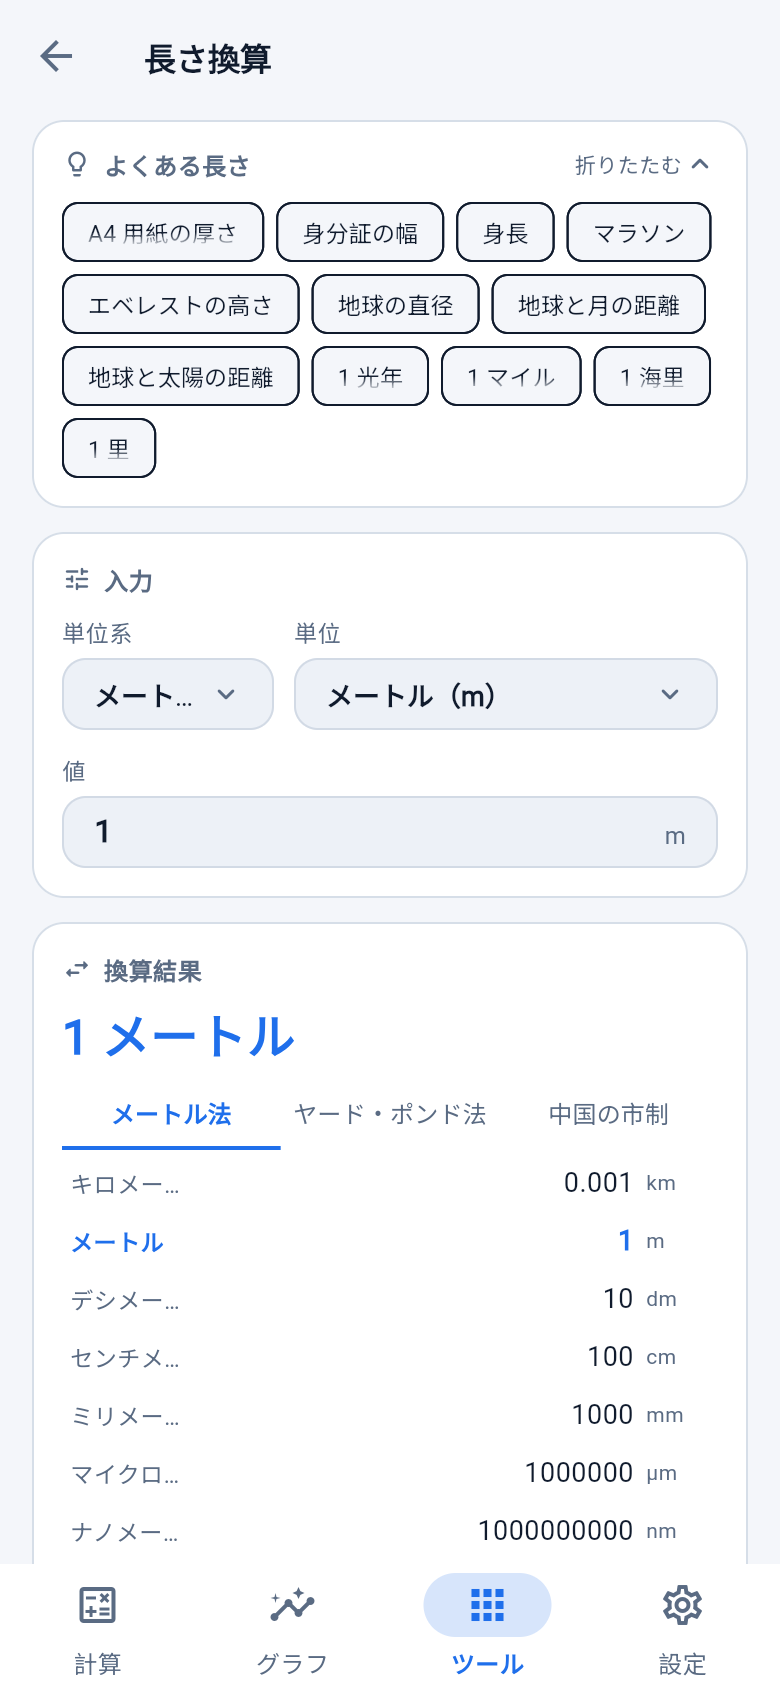 長さ換算
よくある長さ
折りたたむ
A4 用紙の厚さ
身分証の幅
身長
マラソン
エベレストの高さ
地球の直径
地球と月の距離
地球と太陽の距離
1 光年
1 マイル
1 海里
1 里
入力
単位系
単位
メート...
メートル（m）
値
1
m
換算結果
1 メートル
メートル法
ヤード・ポンド法
中国の市制
キロメー...
0.001 km
メートル
1 m
デシメー...
10 dm
センチメ...
100 cm
ミリメー...
1000 mm
マイクロ...
1000000 μm
ナノメー...
1000000000 nm
計算
グラフ
ツール
設定